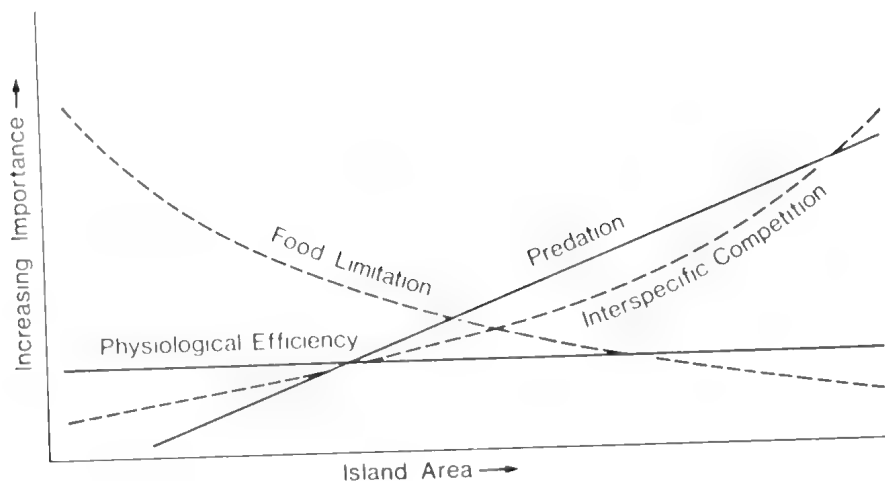 Increasing Importance →
Food Limitation
Predation
Interspecific Competition
Physiological Efficiency
Island Area →